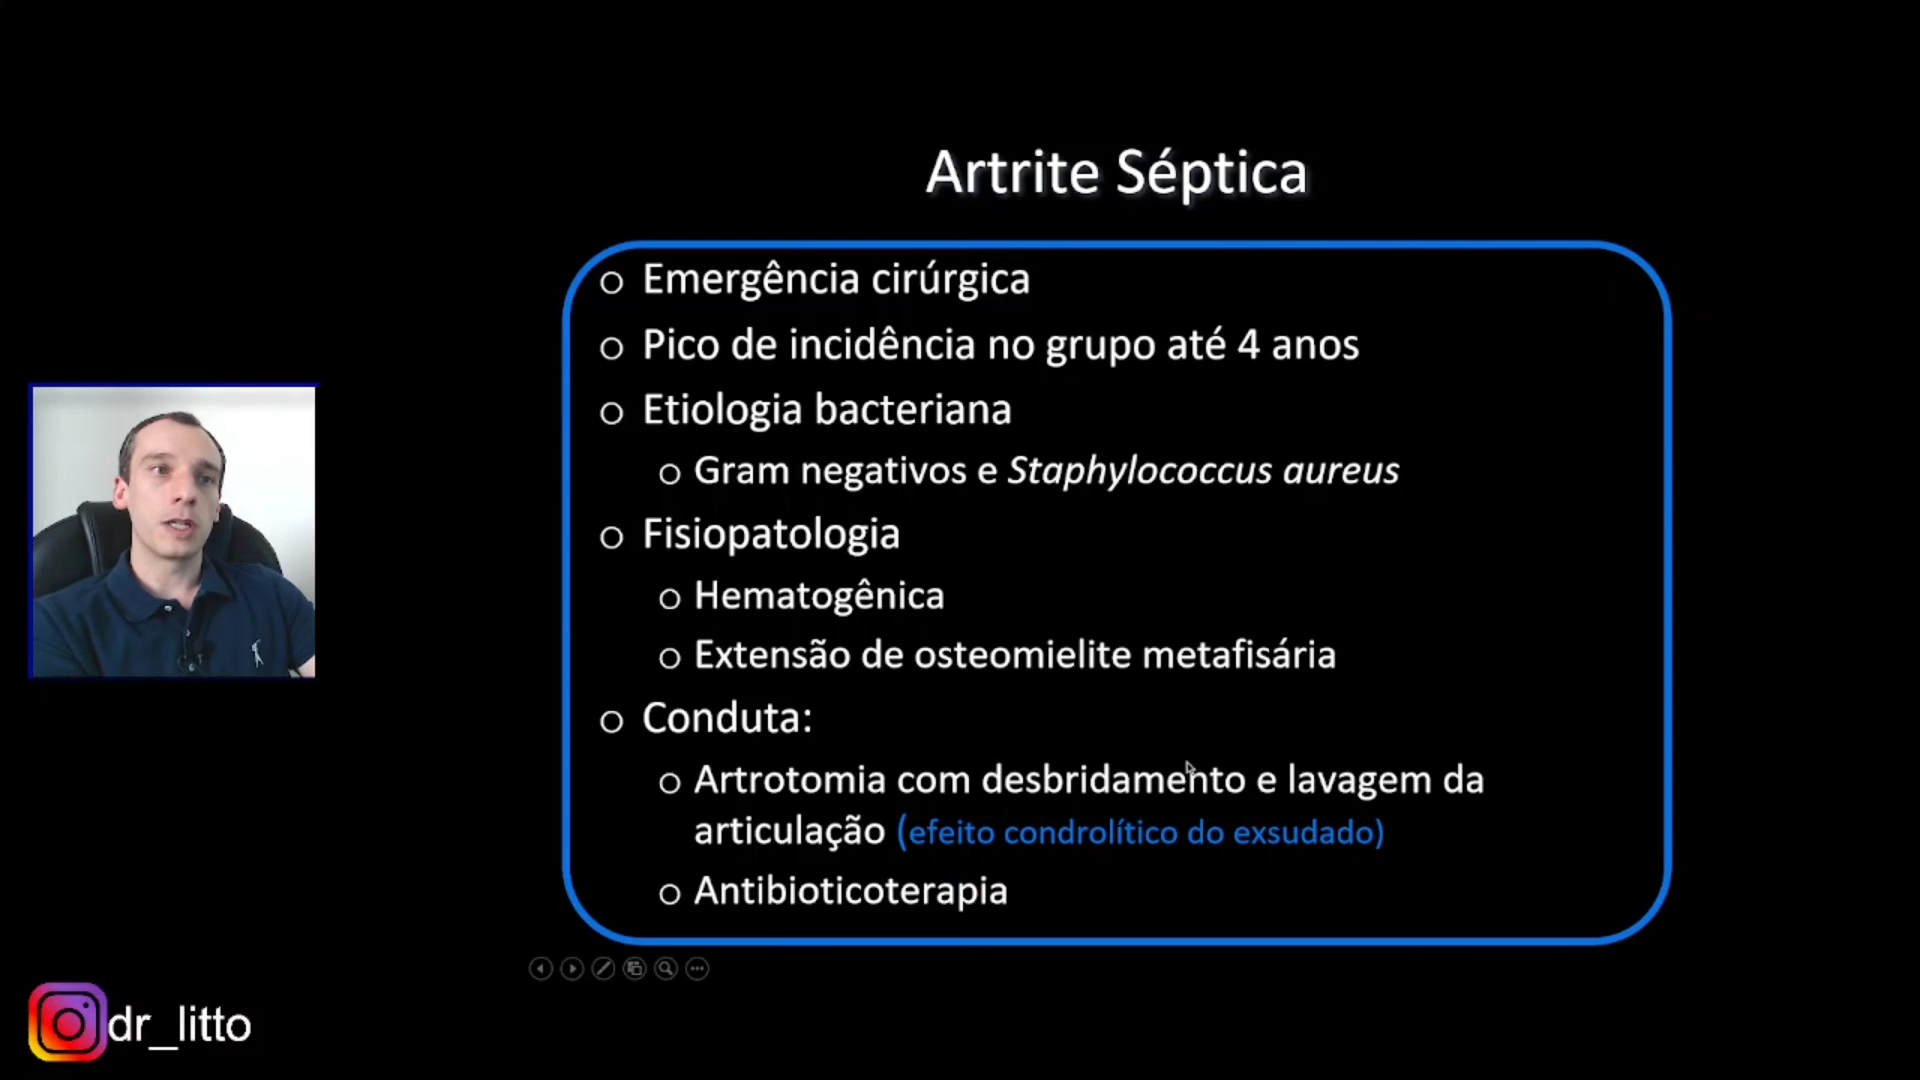 Artrite Séptica
Emergência cirúrgica
Pico de incidência no grupo até 4 anos
Etiologia bacteriana
Gram negativos e Staphylococcus aureus
Fisiopatologia
Hematogênica
Extensão de osteomielite metafisária
Conduta:
Artrotomia com desbridamento e lavagem da
articulação (efeito condrolítico do exsudado)
Antibioticoterapia
dr_litto